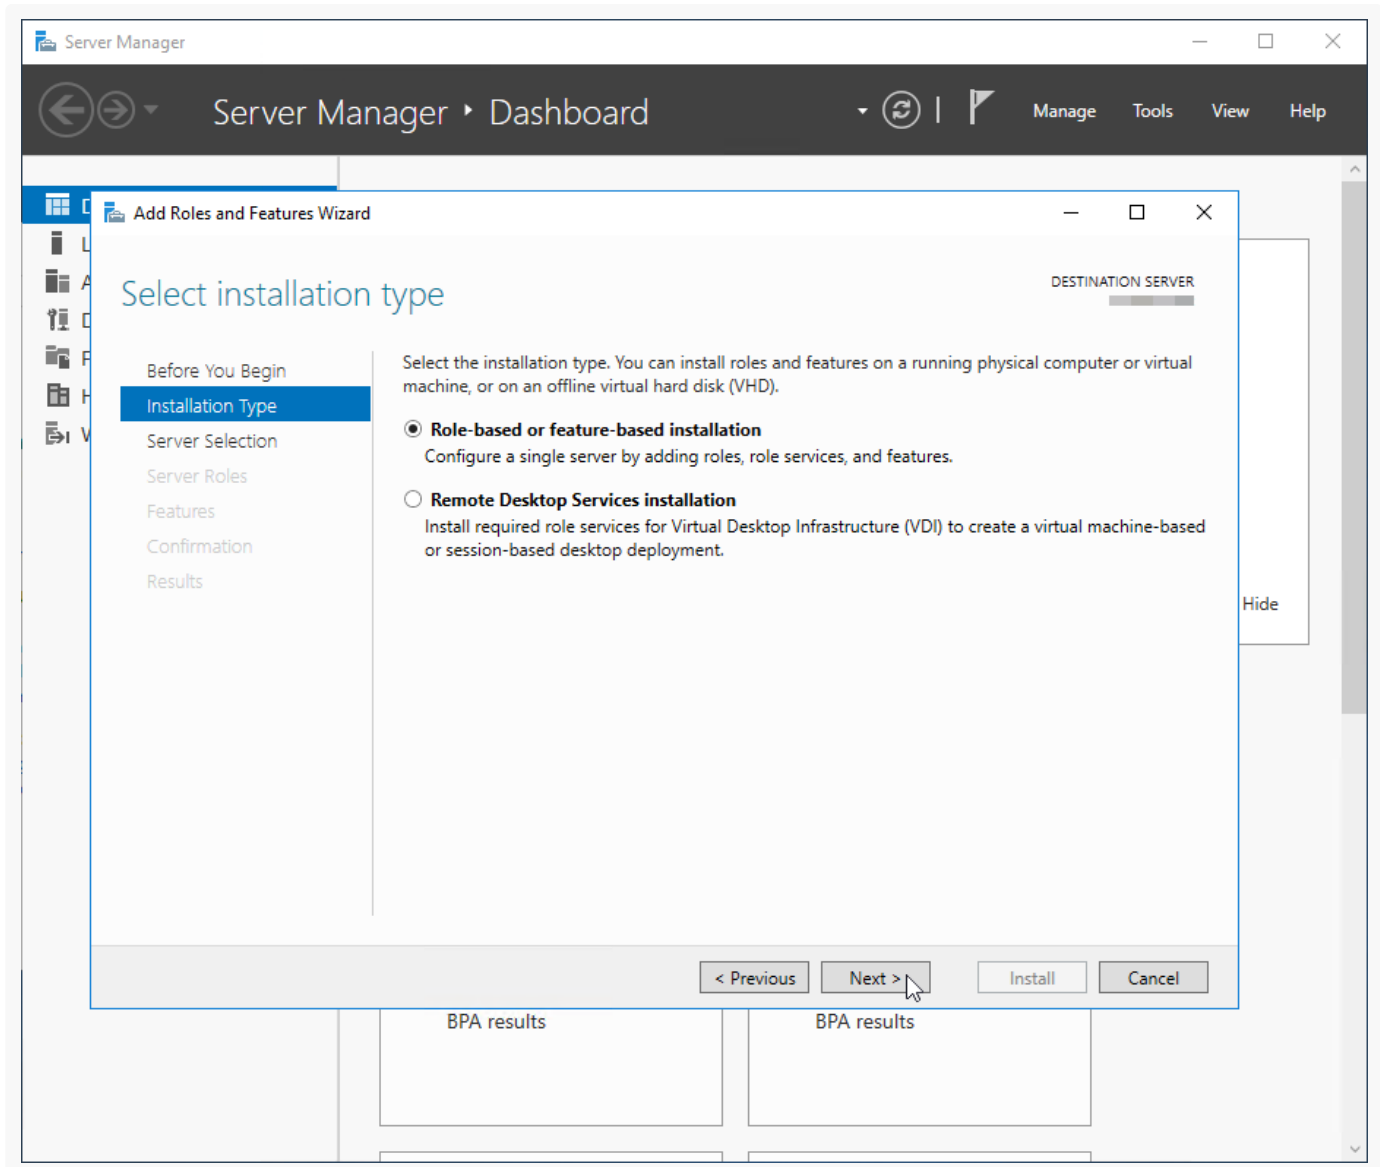 Server Manager
Server Manager ‣ Dashboard
Manage Tools View Help
Add Roles and Features Wizard
Select installation type
DESTINATION SERVER
Before You Begin
Installation Type
Server Selection
Server Roles
Features
Confirmation
Results
Select the installation type. You can install roles and features on a running physical computer or virtual
machine, or on an offline virtual hard disk (VHD).
Role-based or feature-based installation
Configure a single server by adding roles, role services, and features.
Remote Desktop Services installation
Install required role services for Virtual Desktop Infrastructure (VDI) to create a virtual machine-based
or session-based desktop deployment.
Hide
< Previous Next > Install Cancel
BPA results BPA results